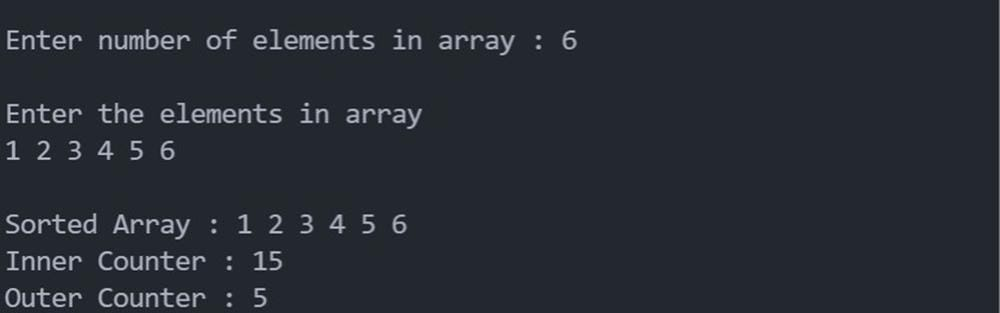 Enter number of elements in array : 6
Enter the elements in array
1 2 3 4 5 6
Sorted Array : 1 2 3 4 5 6
Inner Counter : 15
Outer Counter : 5